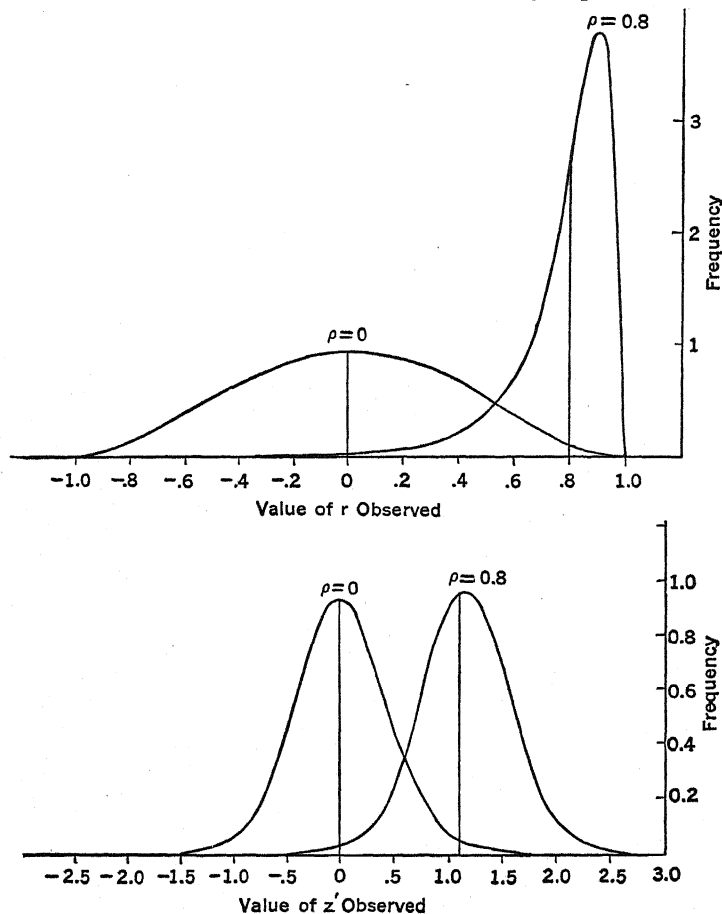 ρ=0.8
3
2
1
Frequency
ρ=0
-1.0 -.8 -.6 -.4 -.2 0 .2 .4 .6 .8 1.0
Value of r Observed
ρ=0
ρ=0.8
1.0
0.8
0.6
0.4
0.2
Frequency
-2.5 -2.0 -1.5 -1.0 -.5 0 .5 1.0 1.5 2.0 2.5 3.0
Value of z′ Observed